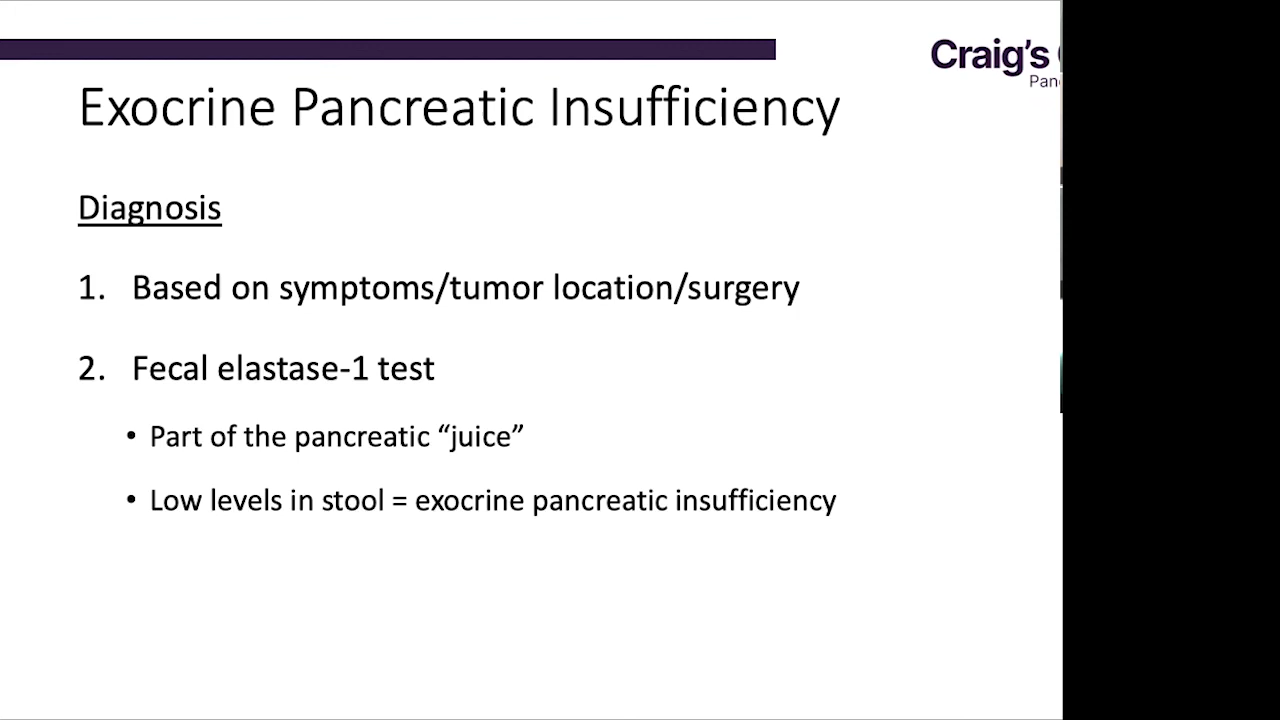 Craig's
Exocrine Pancreatic Insufficiency
Diagnosis
1. Based on symptoms/tumor location/surgery
2. Fecal elastase-1 test
• Part of the pancreatic “juice”
• Low levels in stool = exocrine pancreatic insufficiency